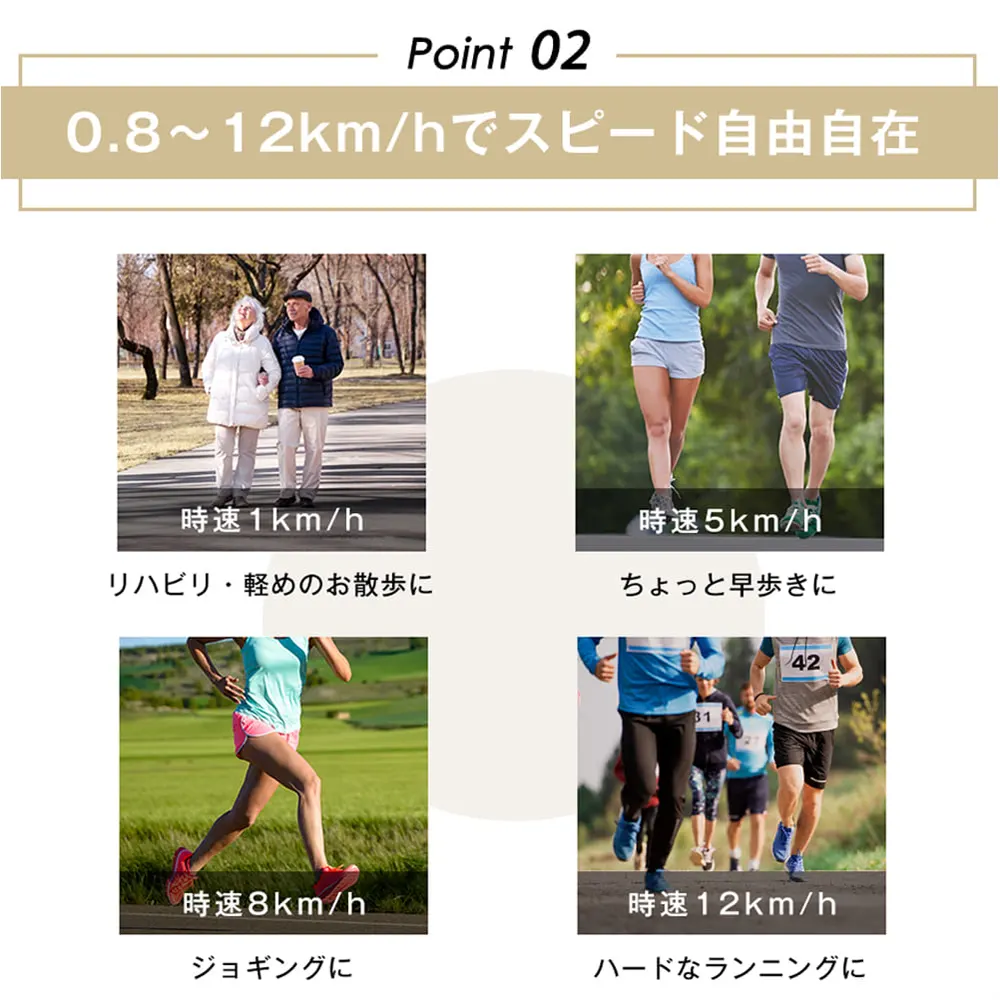 Point 02
0.8〜12km/hでスピード自由自在
時速1km/h
時速5km/h
リハビリ・軽めのお散歩に
ちょっと早歩きに
42
31
時速8km/h
時速12km/h
ジョギングに
ハードなランニングに